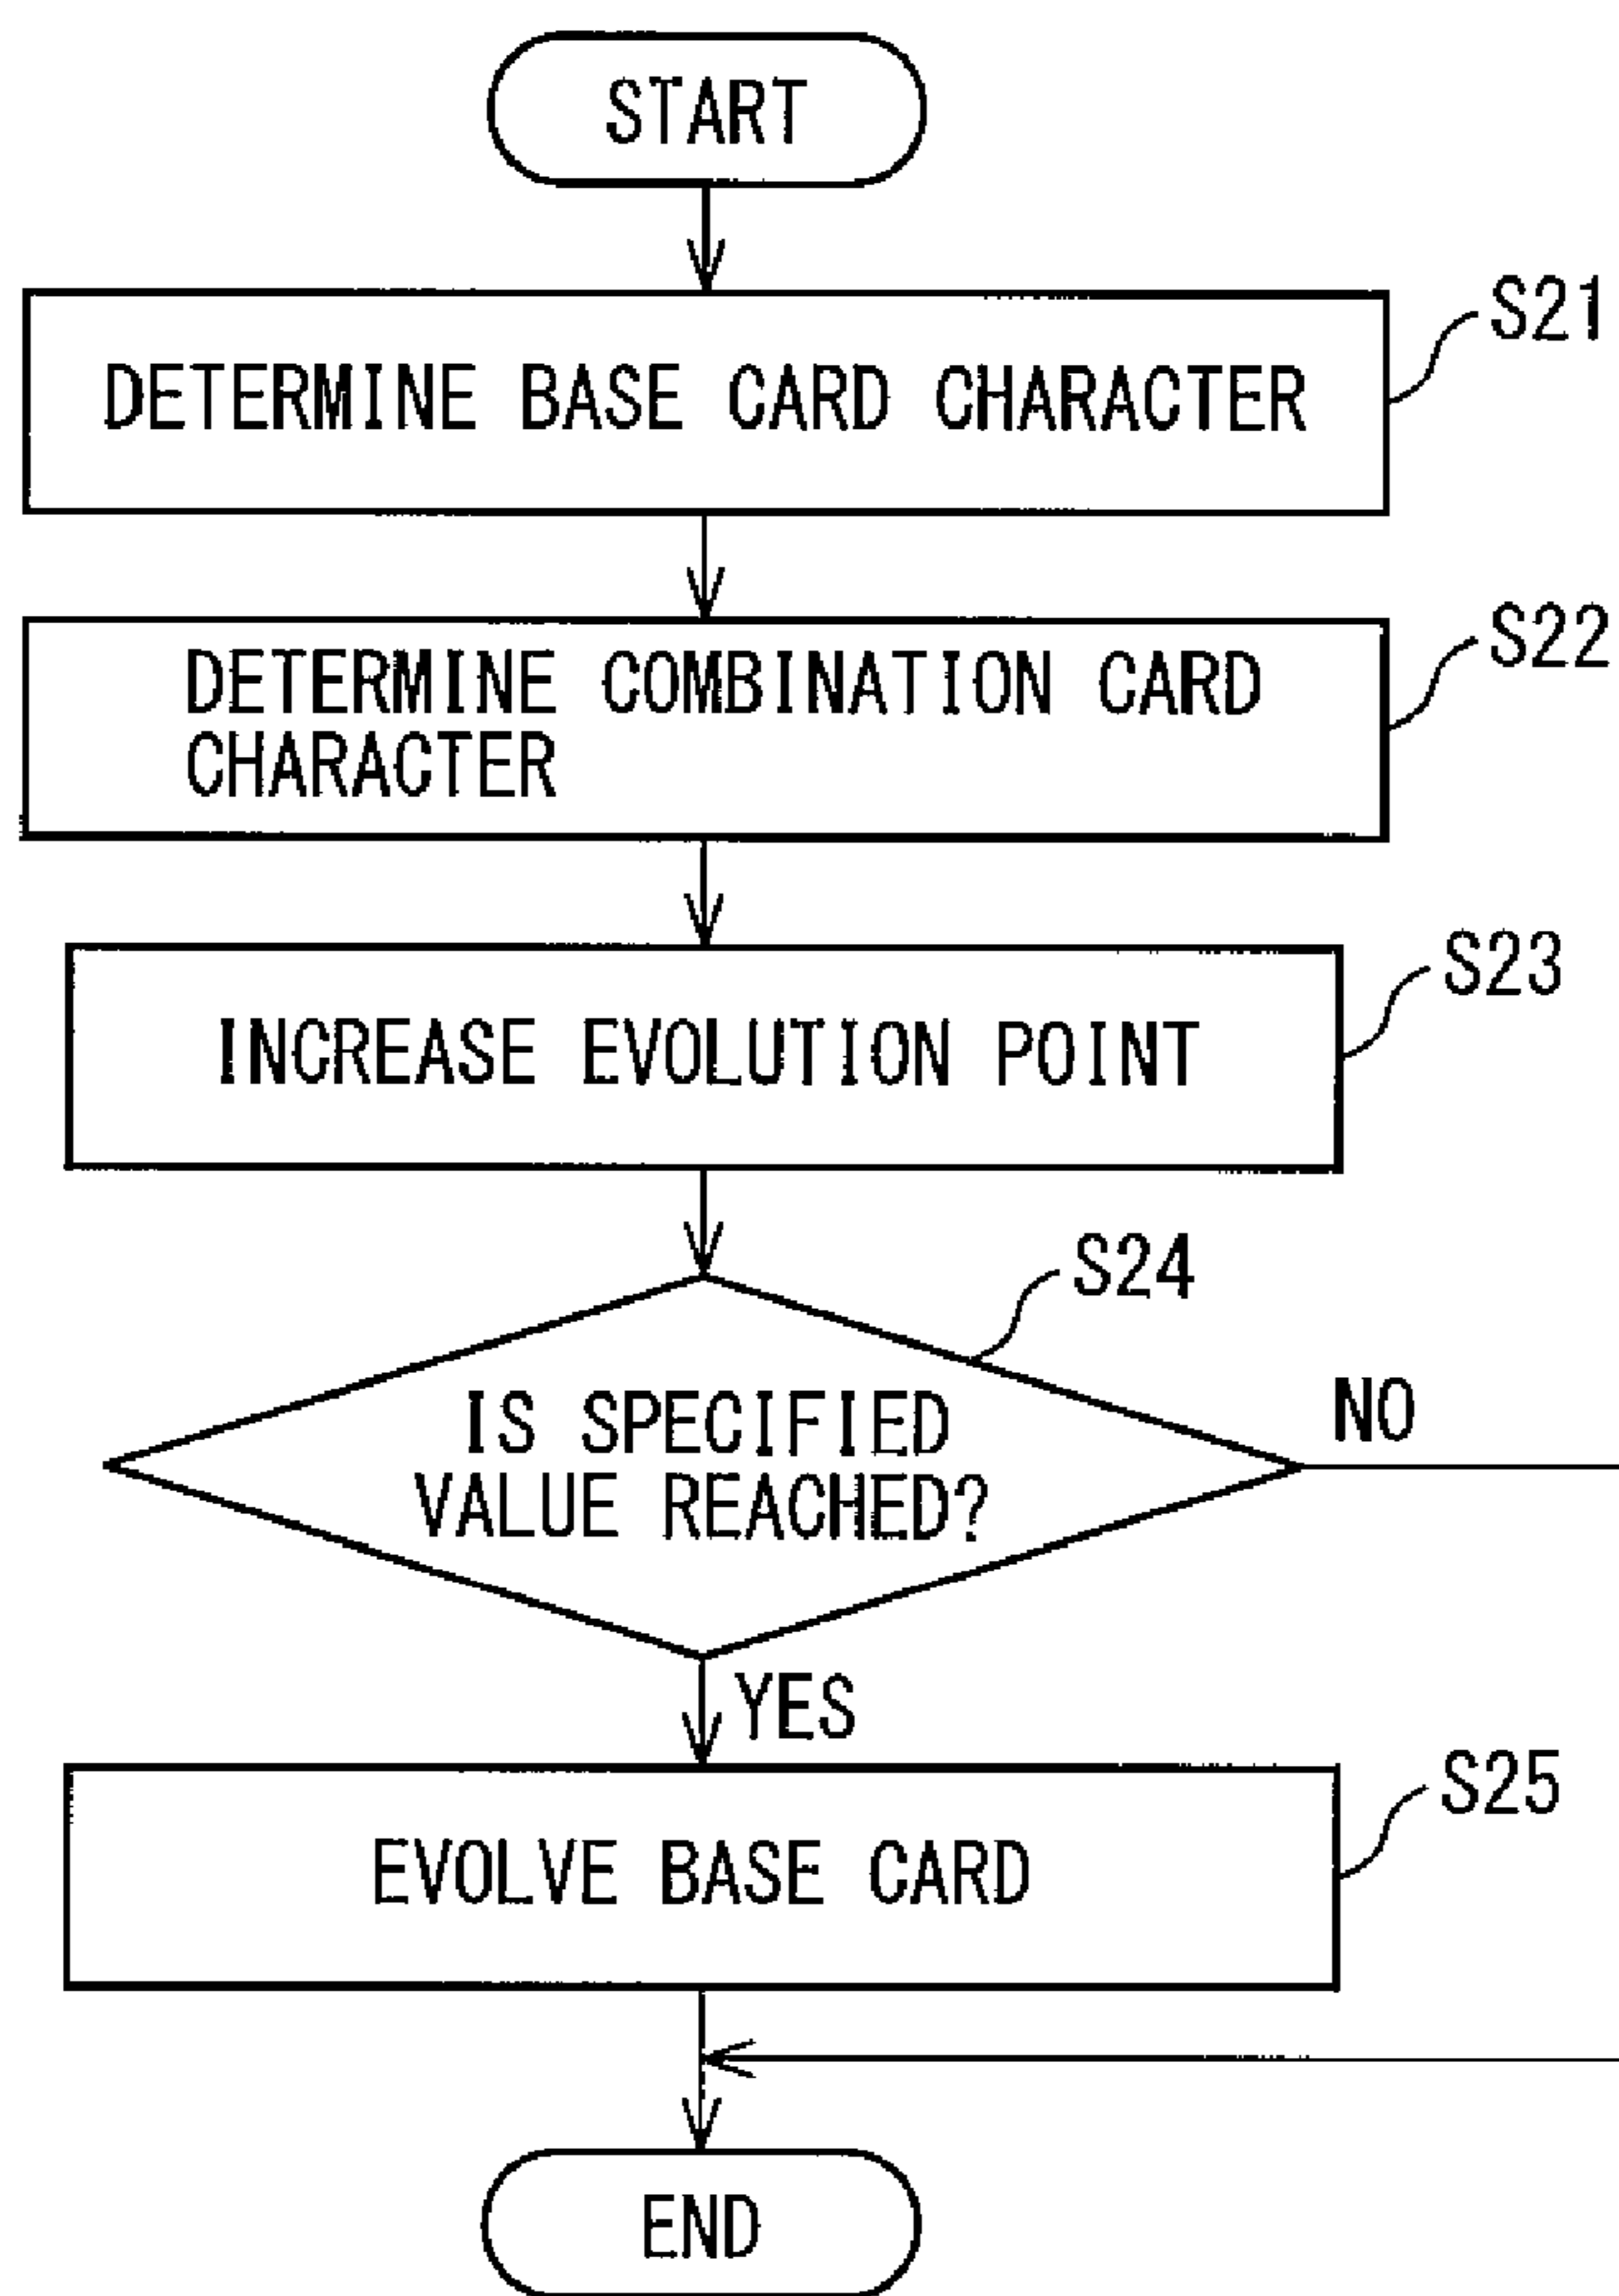 START
S21
DETERMINE BASE CARD CHARACTER
S22
DETERMINE COMBINATION CARD
CHARACTER
S23
INCREASE EVOLUTION POINT
S24
IS SPECIFIED
VALUE REACHED?
NO
YES
S25
EVOLVE BASE CARD
END